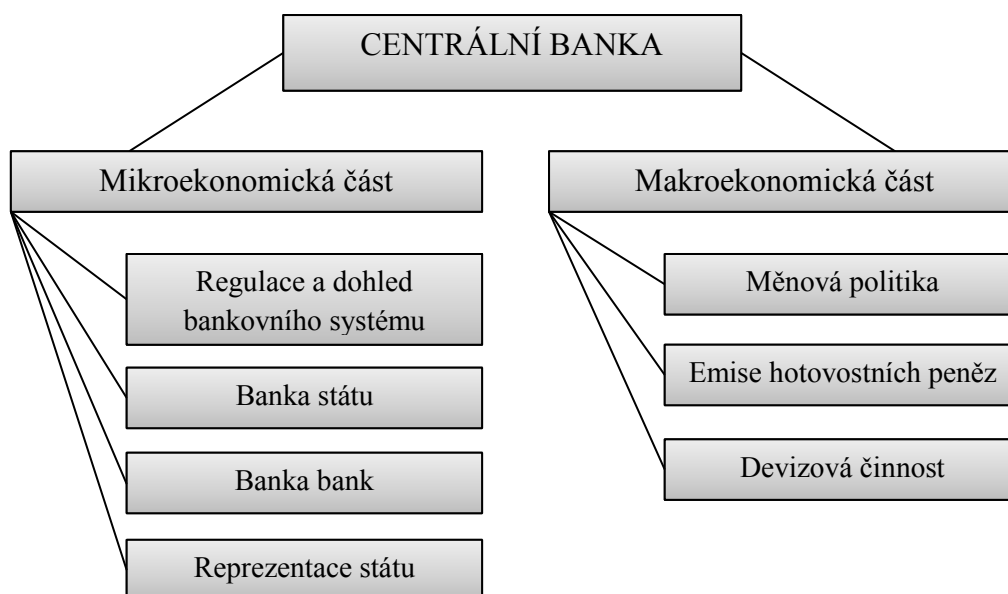 CENTRÁLNÍ BANKA
Mikroekonomická část
Regulace a dohled
bankovního systému
Banka státu
Banka bank
Reprezentace státu
Makroekonomická část
Měnová politika
Emise hotovostních peněz
Devizová činnost